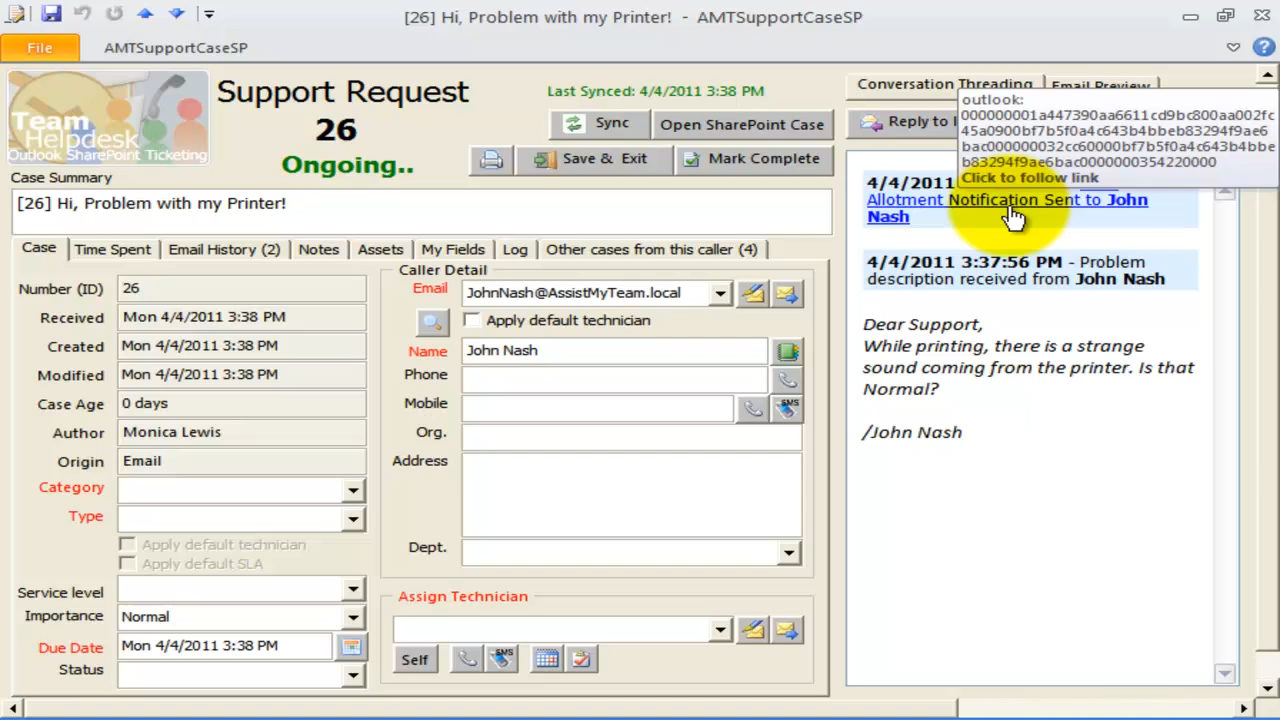 [26] Hi, Problem with my Printer! - AMTSupportCaseSP
File
AMTSupportCaseSP
Team
Helpdesk
Outlook SharePoint Ticketing
Support Request
26
Ongoing..
Last Synced: 4/4/2011 3:38 PM
Sync
Open SharePoint Case
Save & Exit
Mark Complete
Case Summary
[26] Hi, Problem with my Printer!
Case
Time Spent
Email History (2)
Notes
Assets
My Fields
Log
Other cases from this caller (4)
Number (ID)
26
Received
Mon 4/4/2011 3:38 PM
Created
Mon 4/4/2011 3:38 PM
Modified
Mon 4/4/2011 3:38 PM
Case Age
0 days
Author
Monica Lewis
Origin
Email
Category
Type
Apply default technician
Apply default SLA
Service level
Importance
Normal
Due Date
Mon 4/4/2011 3:38 PM
Status
Caller Detail
Email
JohnNash@AssistMyTeam.local
Apply default technician
Name
John Nash
Phone
Mobile
SMS
Org.
Address
Dept.
Assign Technician
Self
SMS
Conversation Threading
Email Preview
Reply to
outlook:
000000001a447390aa6611cd9bc800aa002fc
45a0900bf7b5f0a4c643b4bbeb83294f9ae6
bac000000032cc60000bf7b5f0a4c643b4bbe
b83294f9ae6bac0000000354220000
Click to follow link
4/4/2011
Allotment Notification Sent to John
Nash
4/4/2011 3:37:56 PM - Problem
description received from John Nash
Dear Support,
While printing, there is a strange
sound coming from the printer. Is that
Normal?
/John Nash